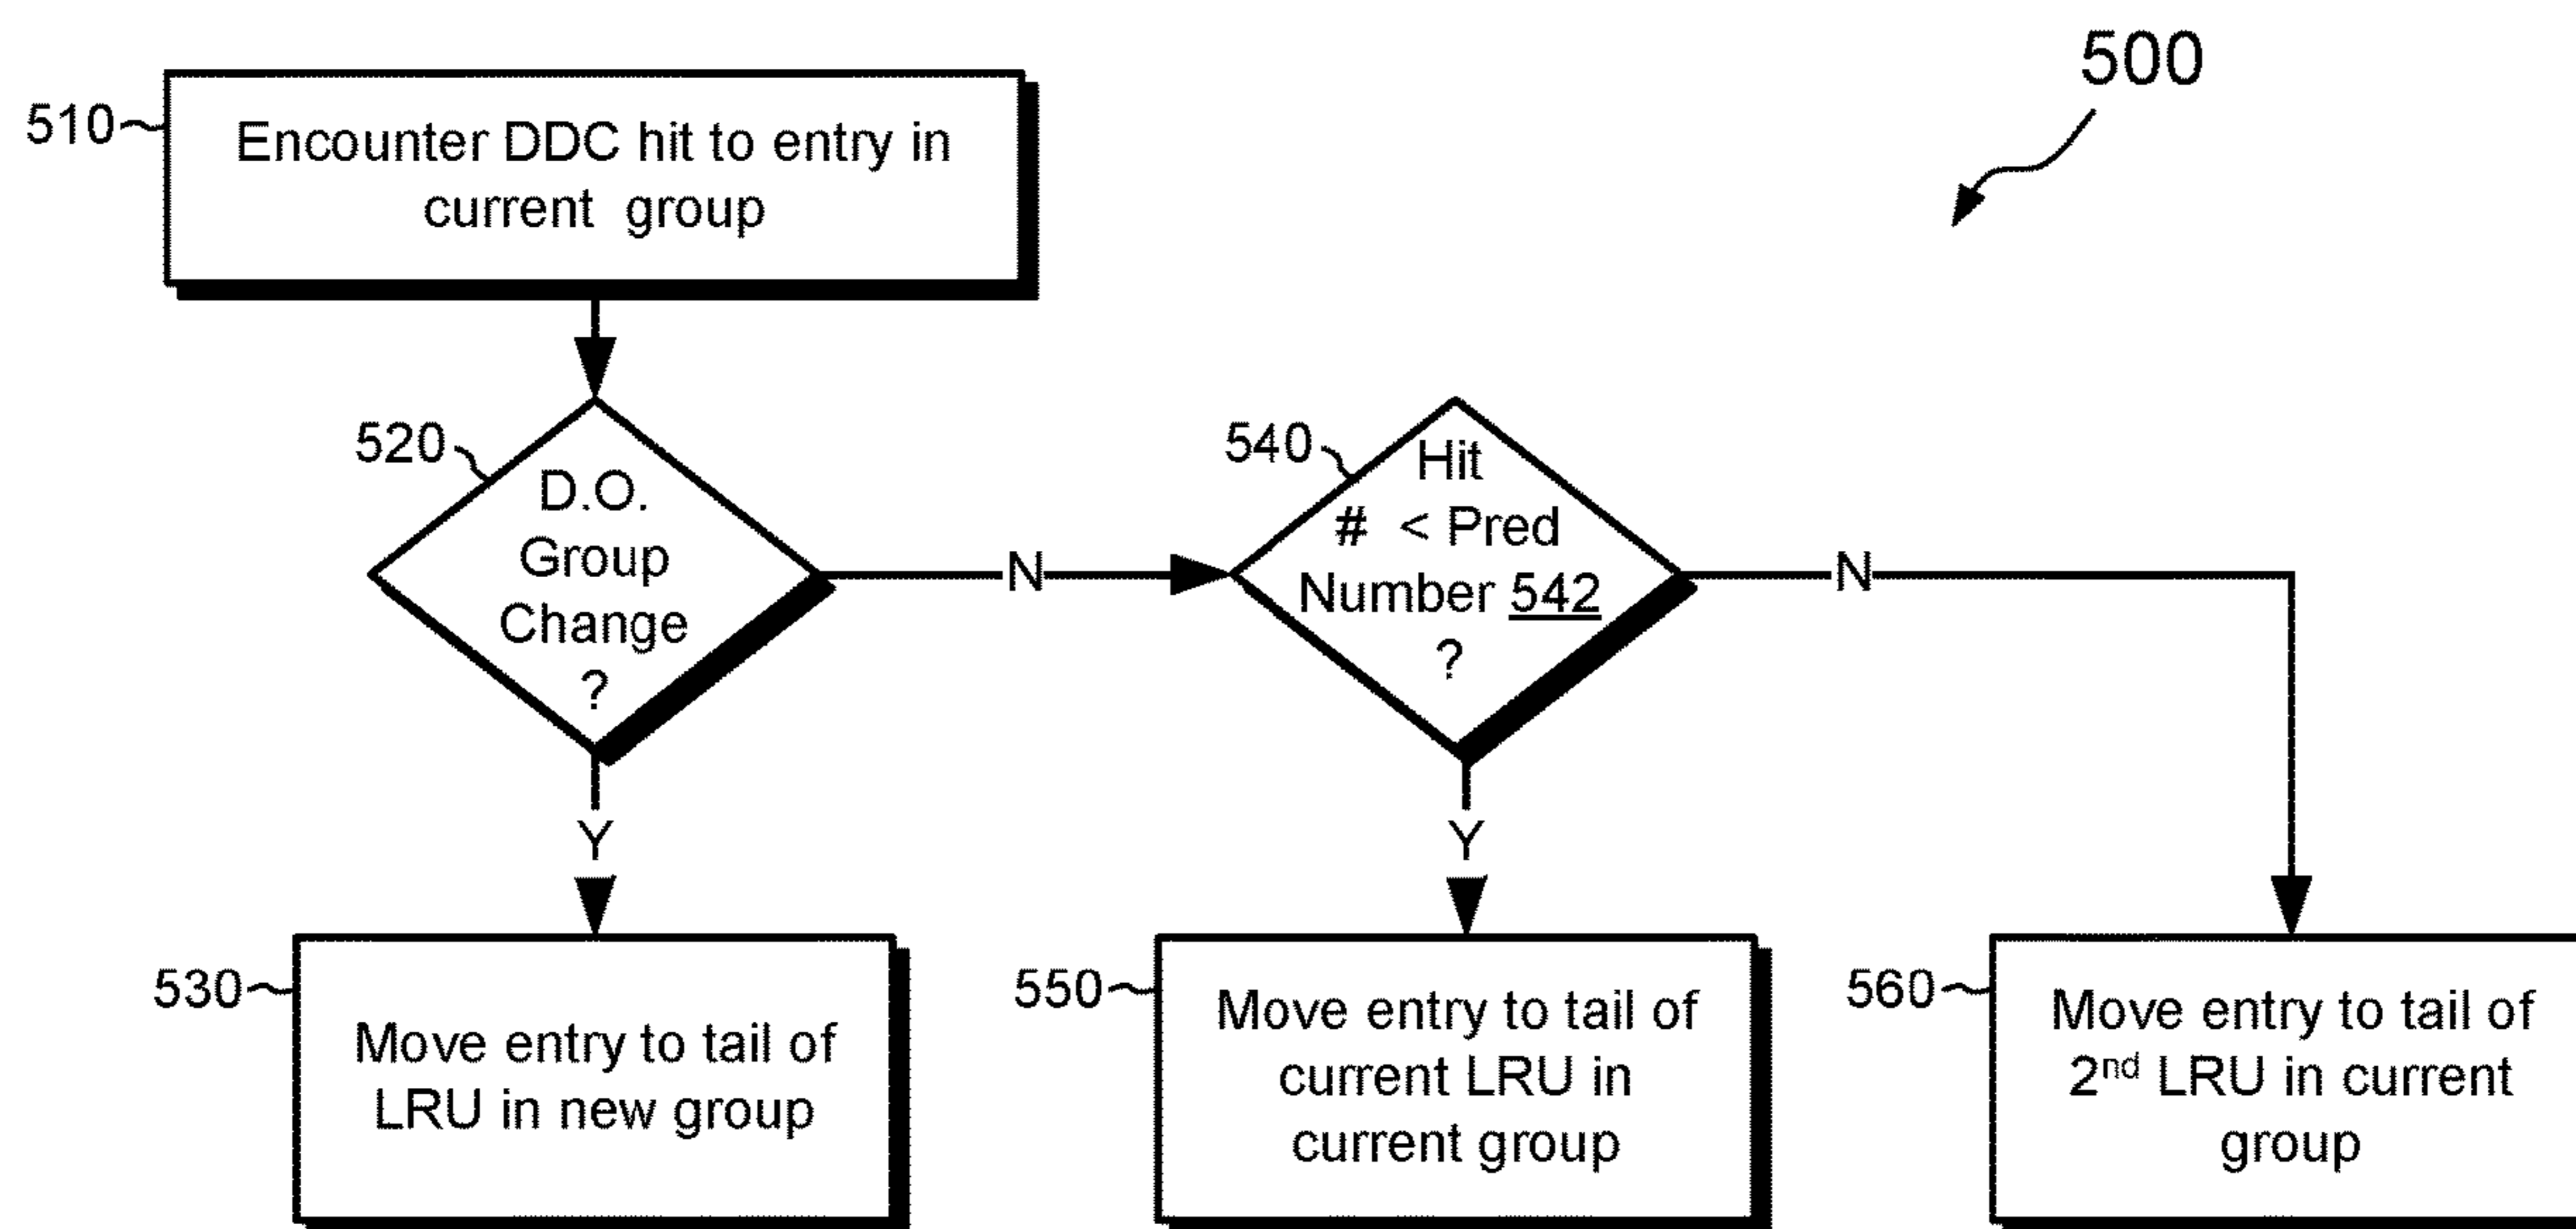 500
510
Encounter DDC hit to entry in
current group
520
D.O.
Group
Change
?
N
540
Hit
# < Pred
Number 542
?
N
Y
Y
530
Move entry to tail of
LRU in new group
550
Move entry to tail of
current LRU in
current group
560
Move entry to tail of
2nd LRU in current
group